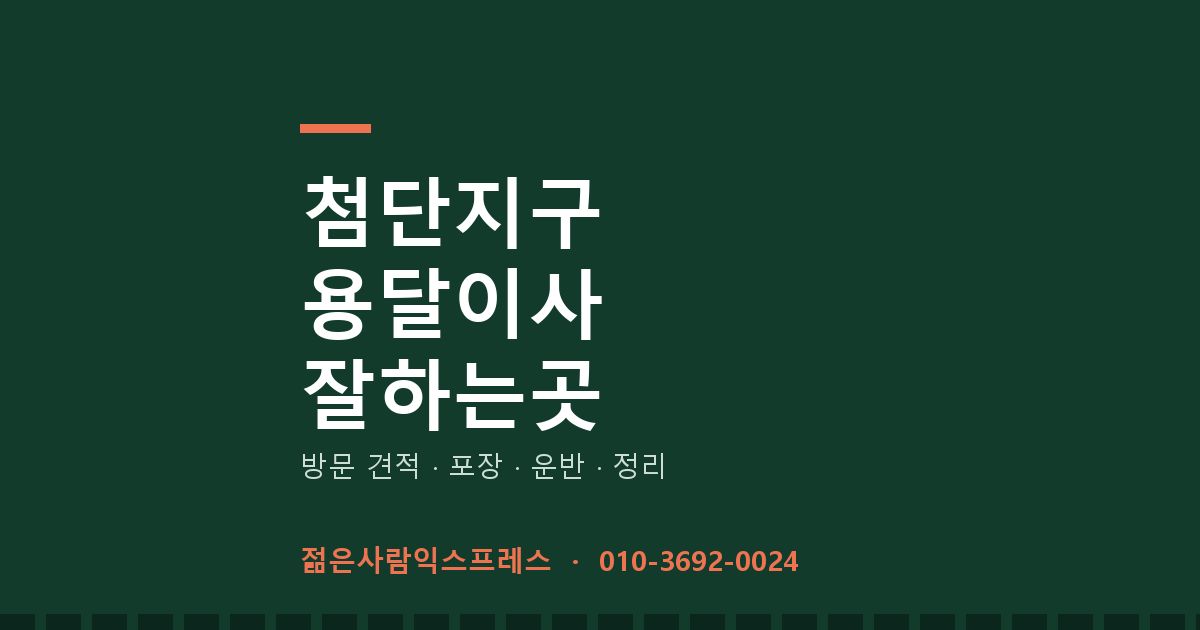 첨단지구
용달이사
잘하는곳
방문 견적 · 포장 · 운반 · 정리
젊은사람익스프레스 · 010-3692-0024